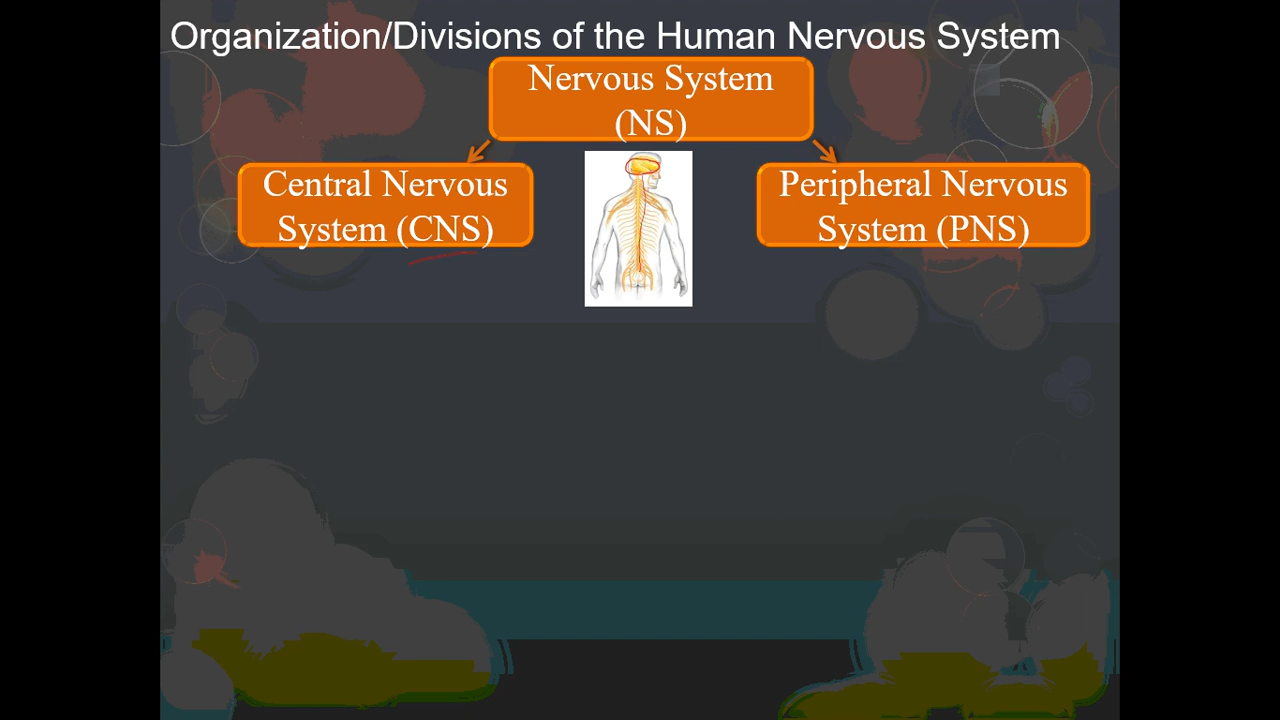 Organization/Divisions of the Human Nervous System
Nervous System
(NS)
Central Nervous
System (CNS)
Peripheral Nervous
System (PNS)